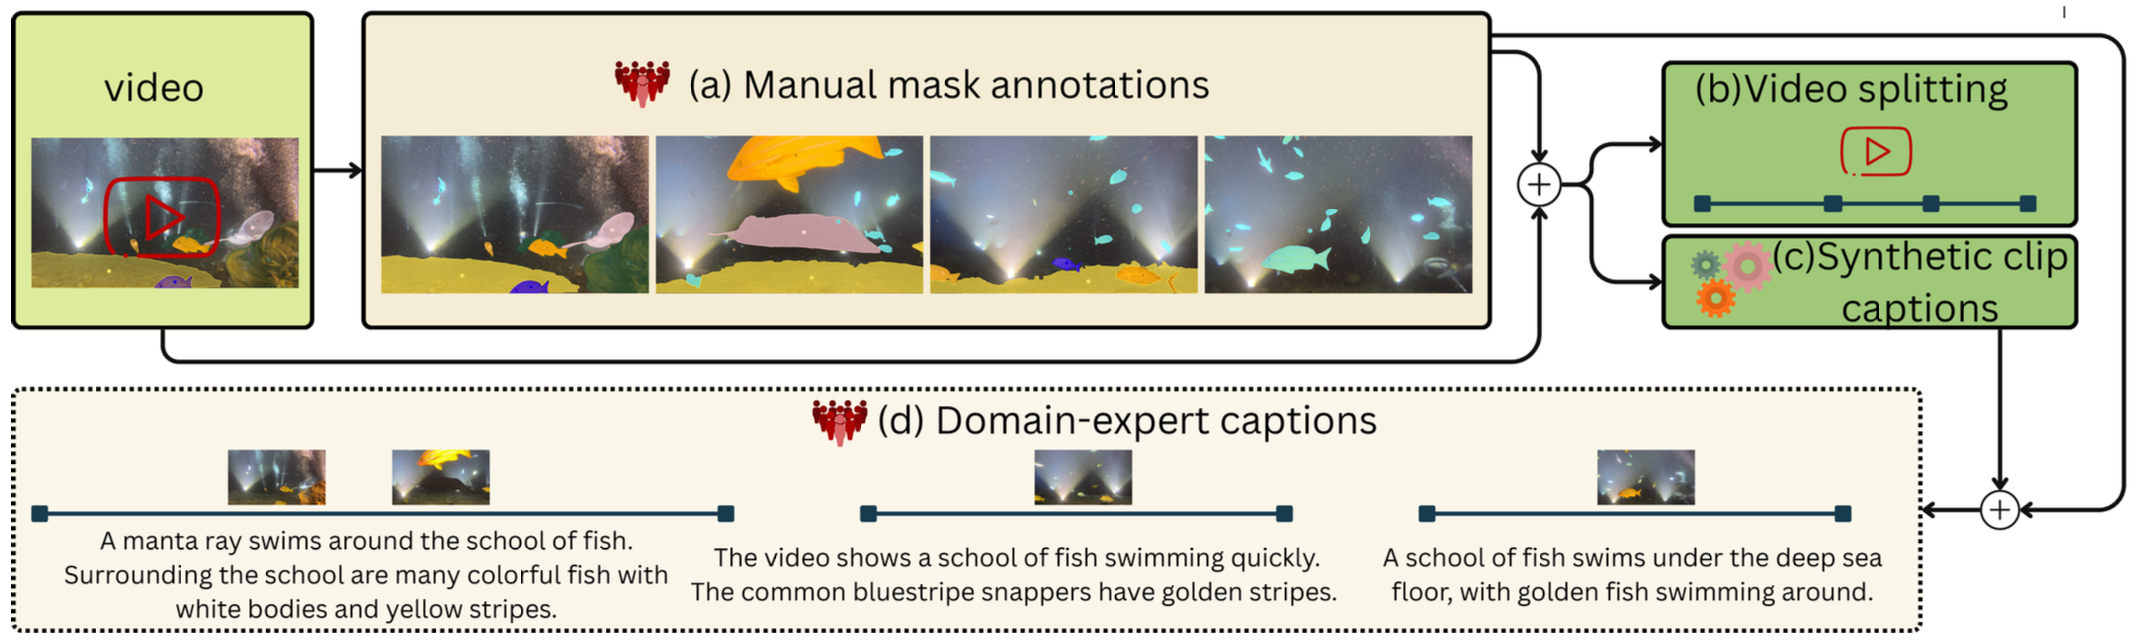 video
(a) Manual mask annotations
(b)Video splitting
(c)Synthetic clip
captions
(d) Domain-expert captions
A manta ray swims around the school of fish.
Surrounding the school are many colorful fish with
white bodies and yellow stripes.
The video shows a school of fish swimming quickly.
The common bluestripe snappers have golden stripes.
A school of fish swims under the deep sea
floor, with golden fish swimming around.